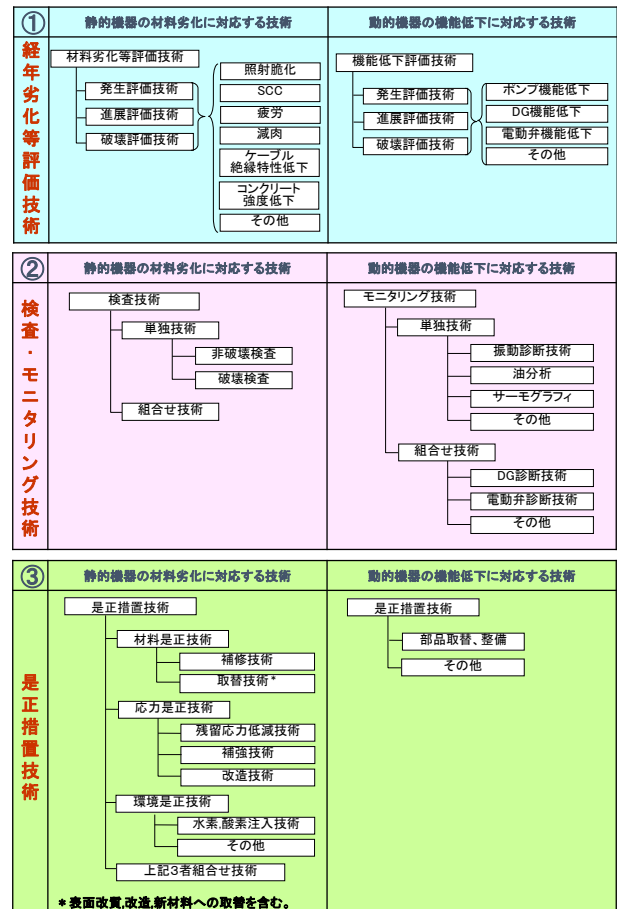 ①
経年劣化等評価技術
静的機器の材料劣化に対応する技術
材料劣化等評価技術
発生評価技術
進展評価技術
破壊評価技術
照射脆化
SCC
疲労
減肉
ケーブル
絶縁特性低下
コンクリート
強度低下
その他
動的機器の機能低下に対応する技術
機能低下評価技術
発生評価技術
進展評価技術
破壊評価技術
ポンプ機能低下
DG機能低下
電動弁機能低下
その他
②
検査・モニタリング技術
静的機器の材料劣化に対応する技術
検査技術
単独技術
非破壊検査
破壊検査
組合せ技術
動的機器の機能低下に対応する技術
モニタリング技術
単独技術
振動診断技術
油分析
サーモグラフィ
その他
組合せ技術
DG診断技術
電動弁診断技術
その他
③
是正措置技術
静的機器の材料劣化に対応する技術
是正措置技術
材料是正技術
補修技術
取替技術*
応力是正技術
残留応力低減技術
補強技術
改造技術
環境是正技術
水素,酸素注入技術
その他
上記3者組合せ技術
*表面改質,改造,新材料への取替を含む。
動的機器の機能低下に対する技術
是正措置技術
部品取替、整備
その他